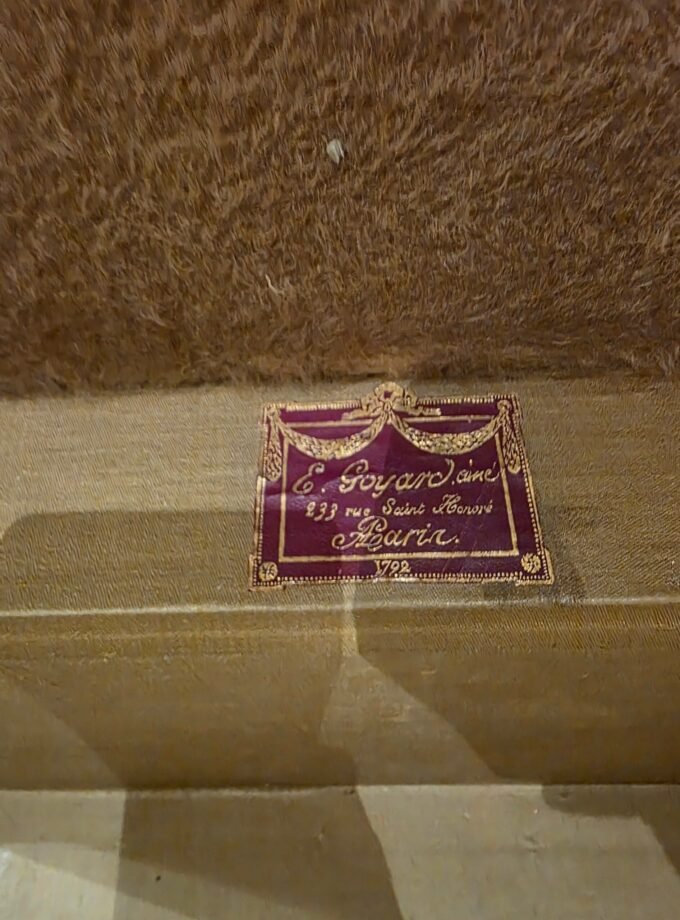 E. Goyard. aîné
233 rue Saint Honoré
Paris.
1792